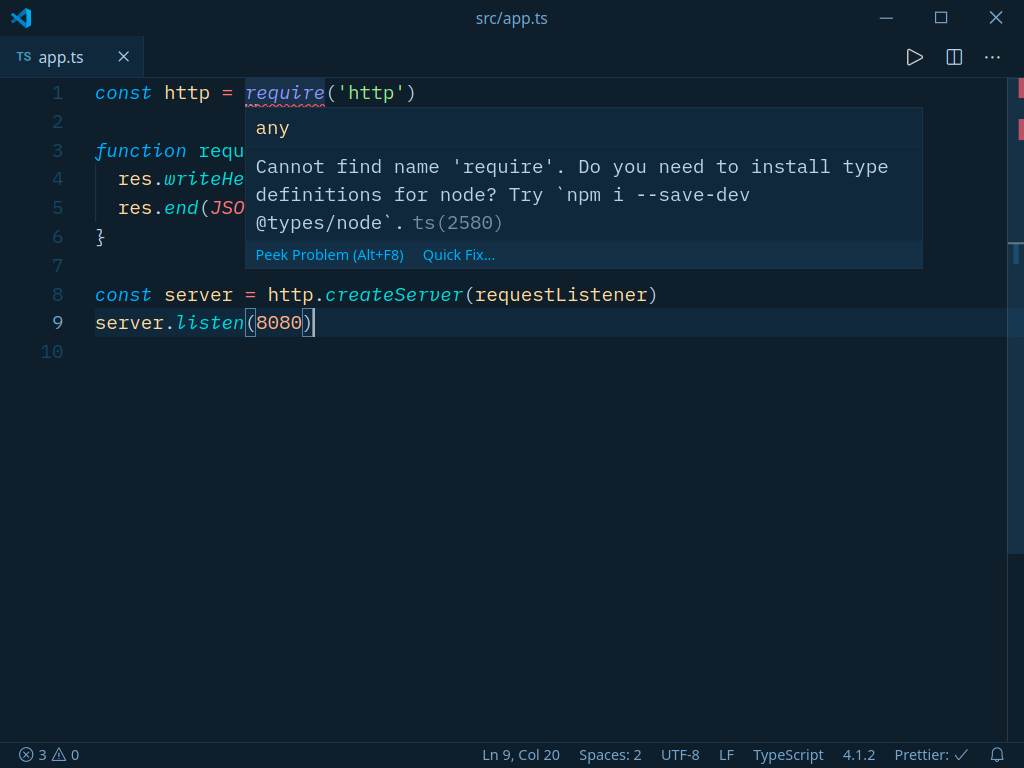 src/app.ts
TS app.ts
1 const http = require('http')
any
Cannot find name 'require'. Do you need to install type
definitions for node? Try `npm i --save-dev
@types/node`. ts(2580)
Peek Problem (Alt+F8) Quick Fix...
2
3 function requ
4 res.writeHe
5 res.end(JSO
6 }
7
8 const server = http.createServer(requestListener)
9 server.listen(8080)
10
3 0 Ln 9, Col 20 Spaces: 2 UTF-8 LF TypeScript 4.1.2 Prettier: ✓